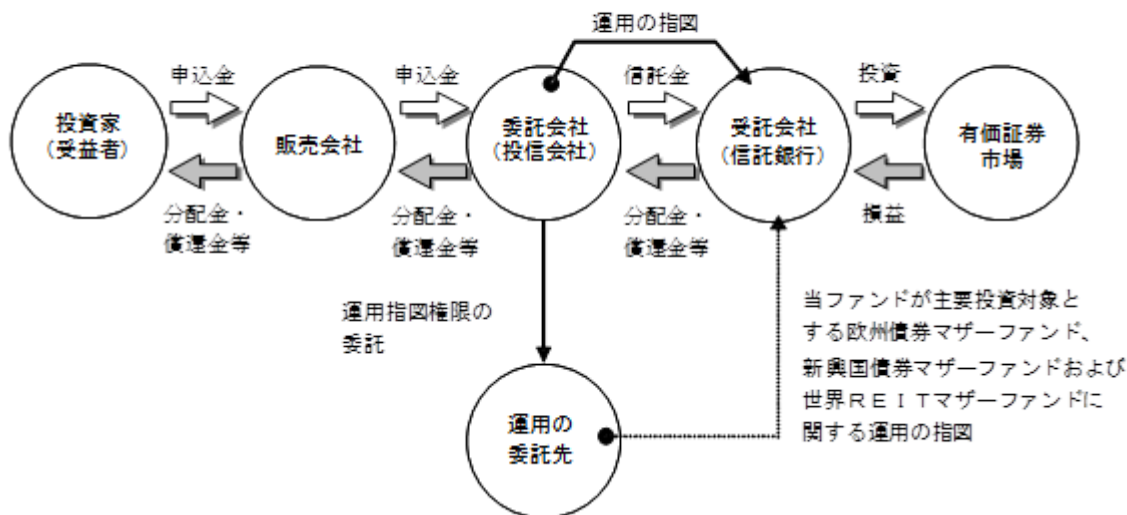 運用の指図
申込金
申込金
信託金
投資
投資家
(受益者)
販売会社
委託会社
(投信会社)
受託会社
(信託銀行)
有価証券
市場
分配金・
償還金等
分配金・
償還金等
分配金・
償還金等
損益
運用指図権限の
委託
当ファンドが主要投資対象と
する欧州債券マザーファンド、
新興国債券マザーファンドおよび
世界REITマザーファンドに
関する運用の指図
運用の
委託先